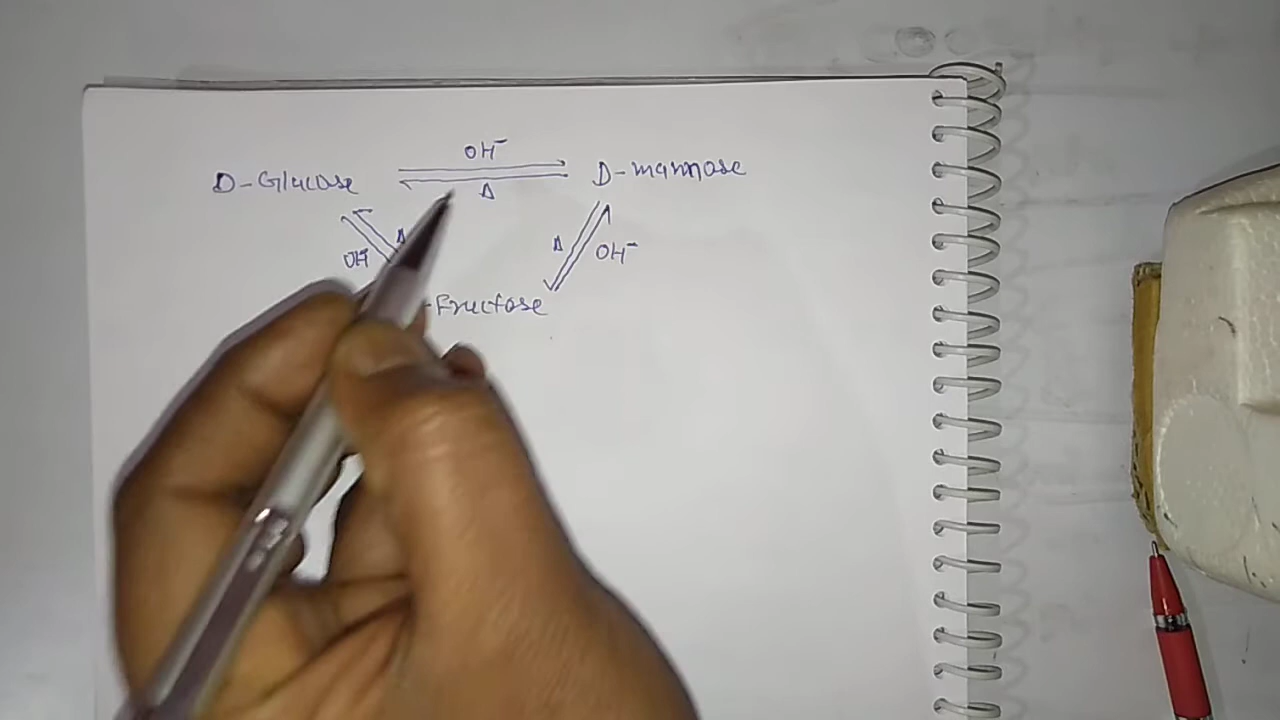 OH⁻
D-Glucose D-mannose
Δ
Δ Δ OH⁻
OH⁻
-Fructose